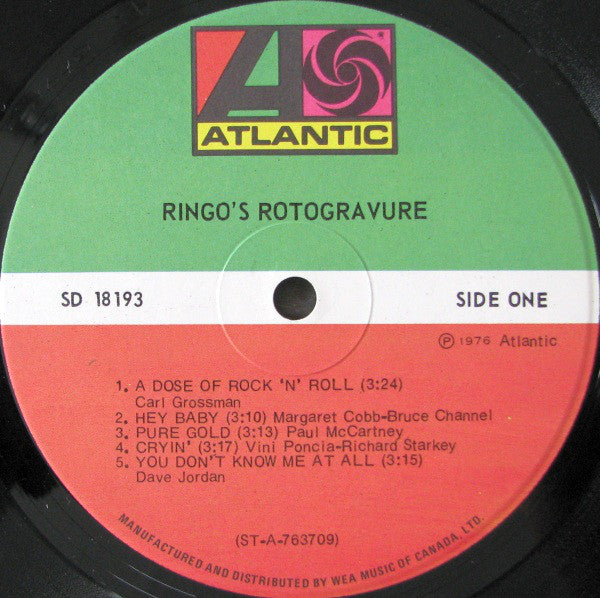 ATLANTIC
RINGO'S ROTOGRAVURE
SD 18193
SIDE ONE
Ⓟ 1976 Atlantic
1. A DOSE OF ROCK 'N' ROLL (3:24)
Carl Grossman
2. HEY BABY (3:10) Margaret Cobb-Bruce Channel
3. PURE GOLD (3:13) Paul McCartney
4. CRYIN' (3:17) Vini Poncia-Richard Starkey
5. YOU DON'T KNOW ME AT ALL (3:15)
Dave Jordan
(ST-A-763709)
MANUFACTURED AND DISTRIBUTED BY WEA MUSIC OF CANADA, LTD.